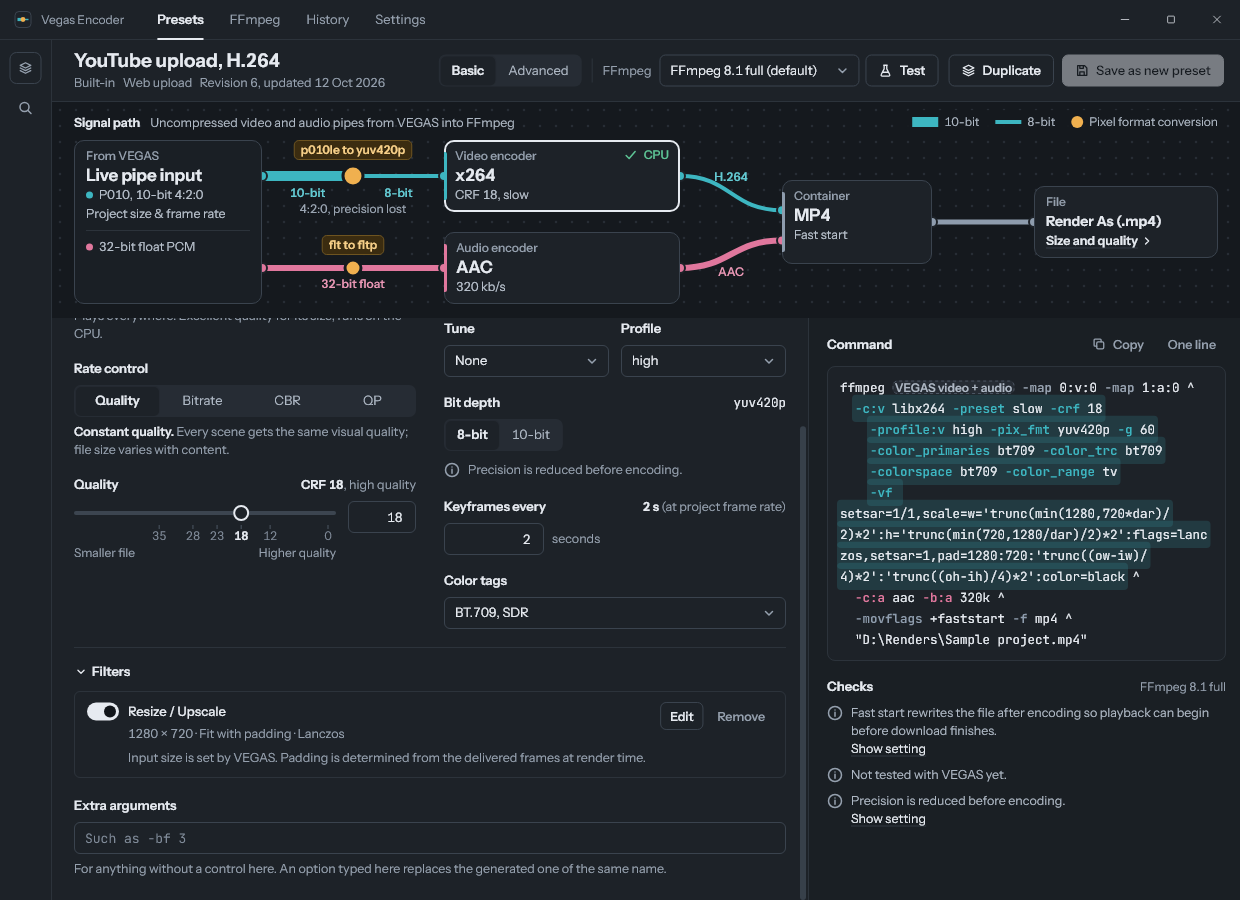 Vegas Encoder
Presets
FFmpeg
History
Settings
YouTube upload, H.264
Built-in Web upload Revision 6, updated 12 Oct 2026
Basic
Advanced
FFmpeg
FFmpeg 8.1 full (default)
Test
Duplicate
Save as new preset
Signal path Uncompressed video and audio pipes from VEGAS into FFmpeg
10-bit
8-bit
Pixel format conversion
From VEGAS
Live pipe input
P010, 10-bit 4:2:0
Project size & frame rate
32-bit float PCM
p010le to yuv420p
10-bit
8-bit
4:2:0, precision lost
flt to fltp
32-bit float
Video encoder
CPU
x264
CRF 18, slow
Audio encoder
AAC
320 kb/s
H.264
AAC
Container
MP4
Fast start
File
Render As (.mp4)
Size and quality
Plays everywhere. Excellent quality for its size, runs on the
CPU.
Rate control
Quality
Bitrate
CBR
QP
Constant quality. Every scene gets the same visual quality;
file size varies with content.
Quality
CRF 18, high quality
18
35 28 23 18 12 0
Smaller file
Higher quality
Tune
None
Profile
high
Bit depth
yuv420p
8-bit
10-bit
Precision is reduced before encoding.
Keyframes every
2 s (at project frame rate)
2
seconds
Color tags
BT.709, SDR
Filters
Resize / Upscale
1280 × 720 · Fit with padding · Lanczos
Input size is set by VEGAS. Padding is determined from the delivered frames at render time.
Edit
Remove
Extra arguments
Such as -bf 3
For anything without a control here. An option typed here replaces the generated one of the same name.
Command
Copy
One line
ffmpeg VEGAS video + audio -map 0:v:0 -map 1:a:0 ^
-c:v libx264 -preset slow -crf 18
-profile:v high -pix_fmt yuv420p -g 60
-color_primaries bt709 -color_trc bt709
-colorspace bt709 -color_range tv
-vf
setsar=1/1,scale=w='trunc(min(1280,720*dar)/
2)*2':h='trunc(min(720,1280/dar)/2)*2':flags=lanc
zos,setsar=1,pad=1280:720:'trunc((ow-iw)/
4)*2':'trunc((oh-ih)/4)*2':color=black ^
-c:a aac -b:a 320k ^
-movflags +faststart -f mp4 ^
"D:\Renders\Sample project.mp4"
Checks
FFmpeg 8.1 full
Fast start rewrites the file after encoding so playback can begin
before download finishes.
Show setting
Not tested with VEGAS yet.
Precision is reduced before encoding.
Show setting